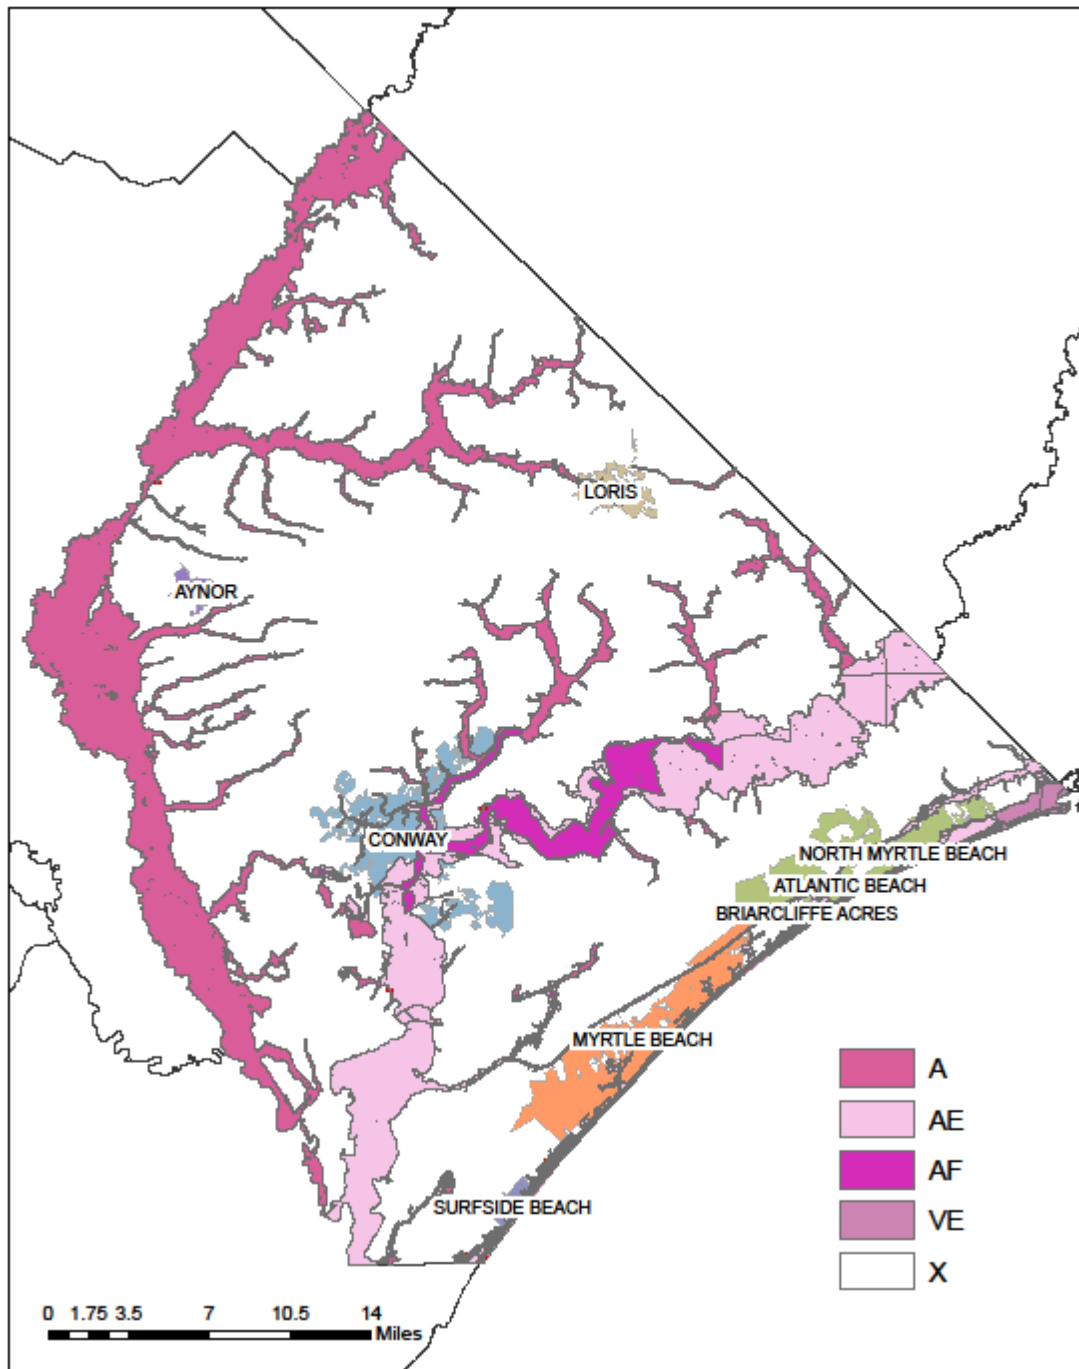 LORIS
AYNOR
CONWAY
NORTH MYRTLE BEACH
ATLANTIC BEACH
BRIARCLIFFE ACRES
MYRTLE BEACH
SURFSIDE BEACH
A
AE
AF
VE
X
0 1.75 3.5 7 10.5 14
Miles